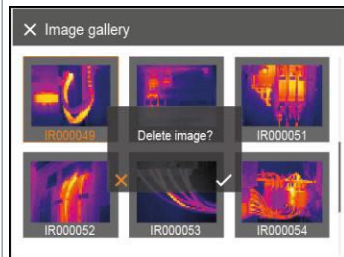 Image gallery
IR000049
IR000051
Delete image?
IR000052
IR000053
IR000054